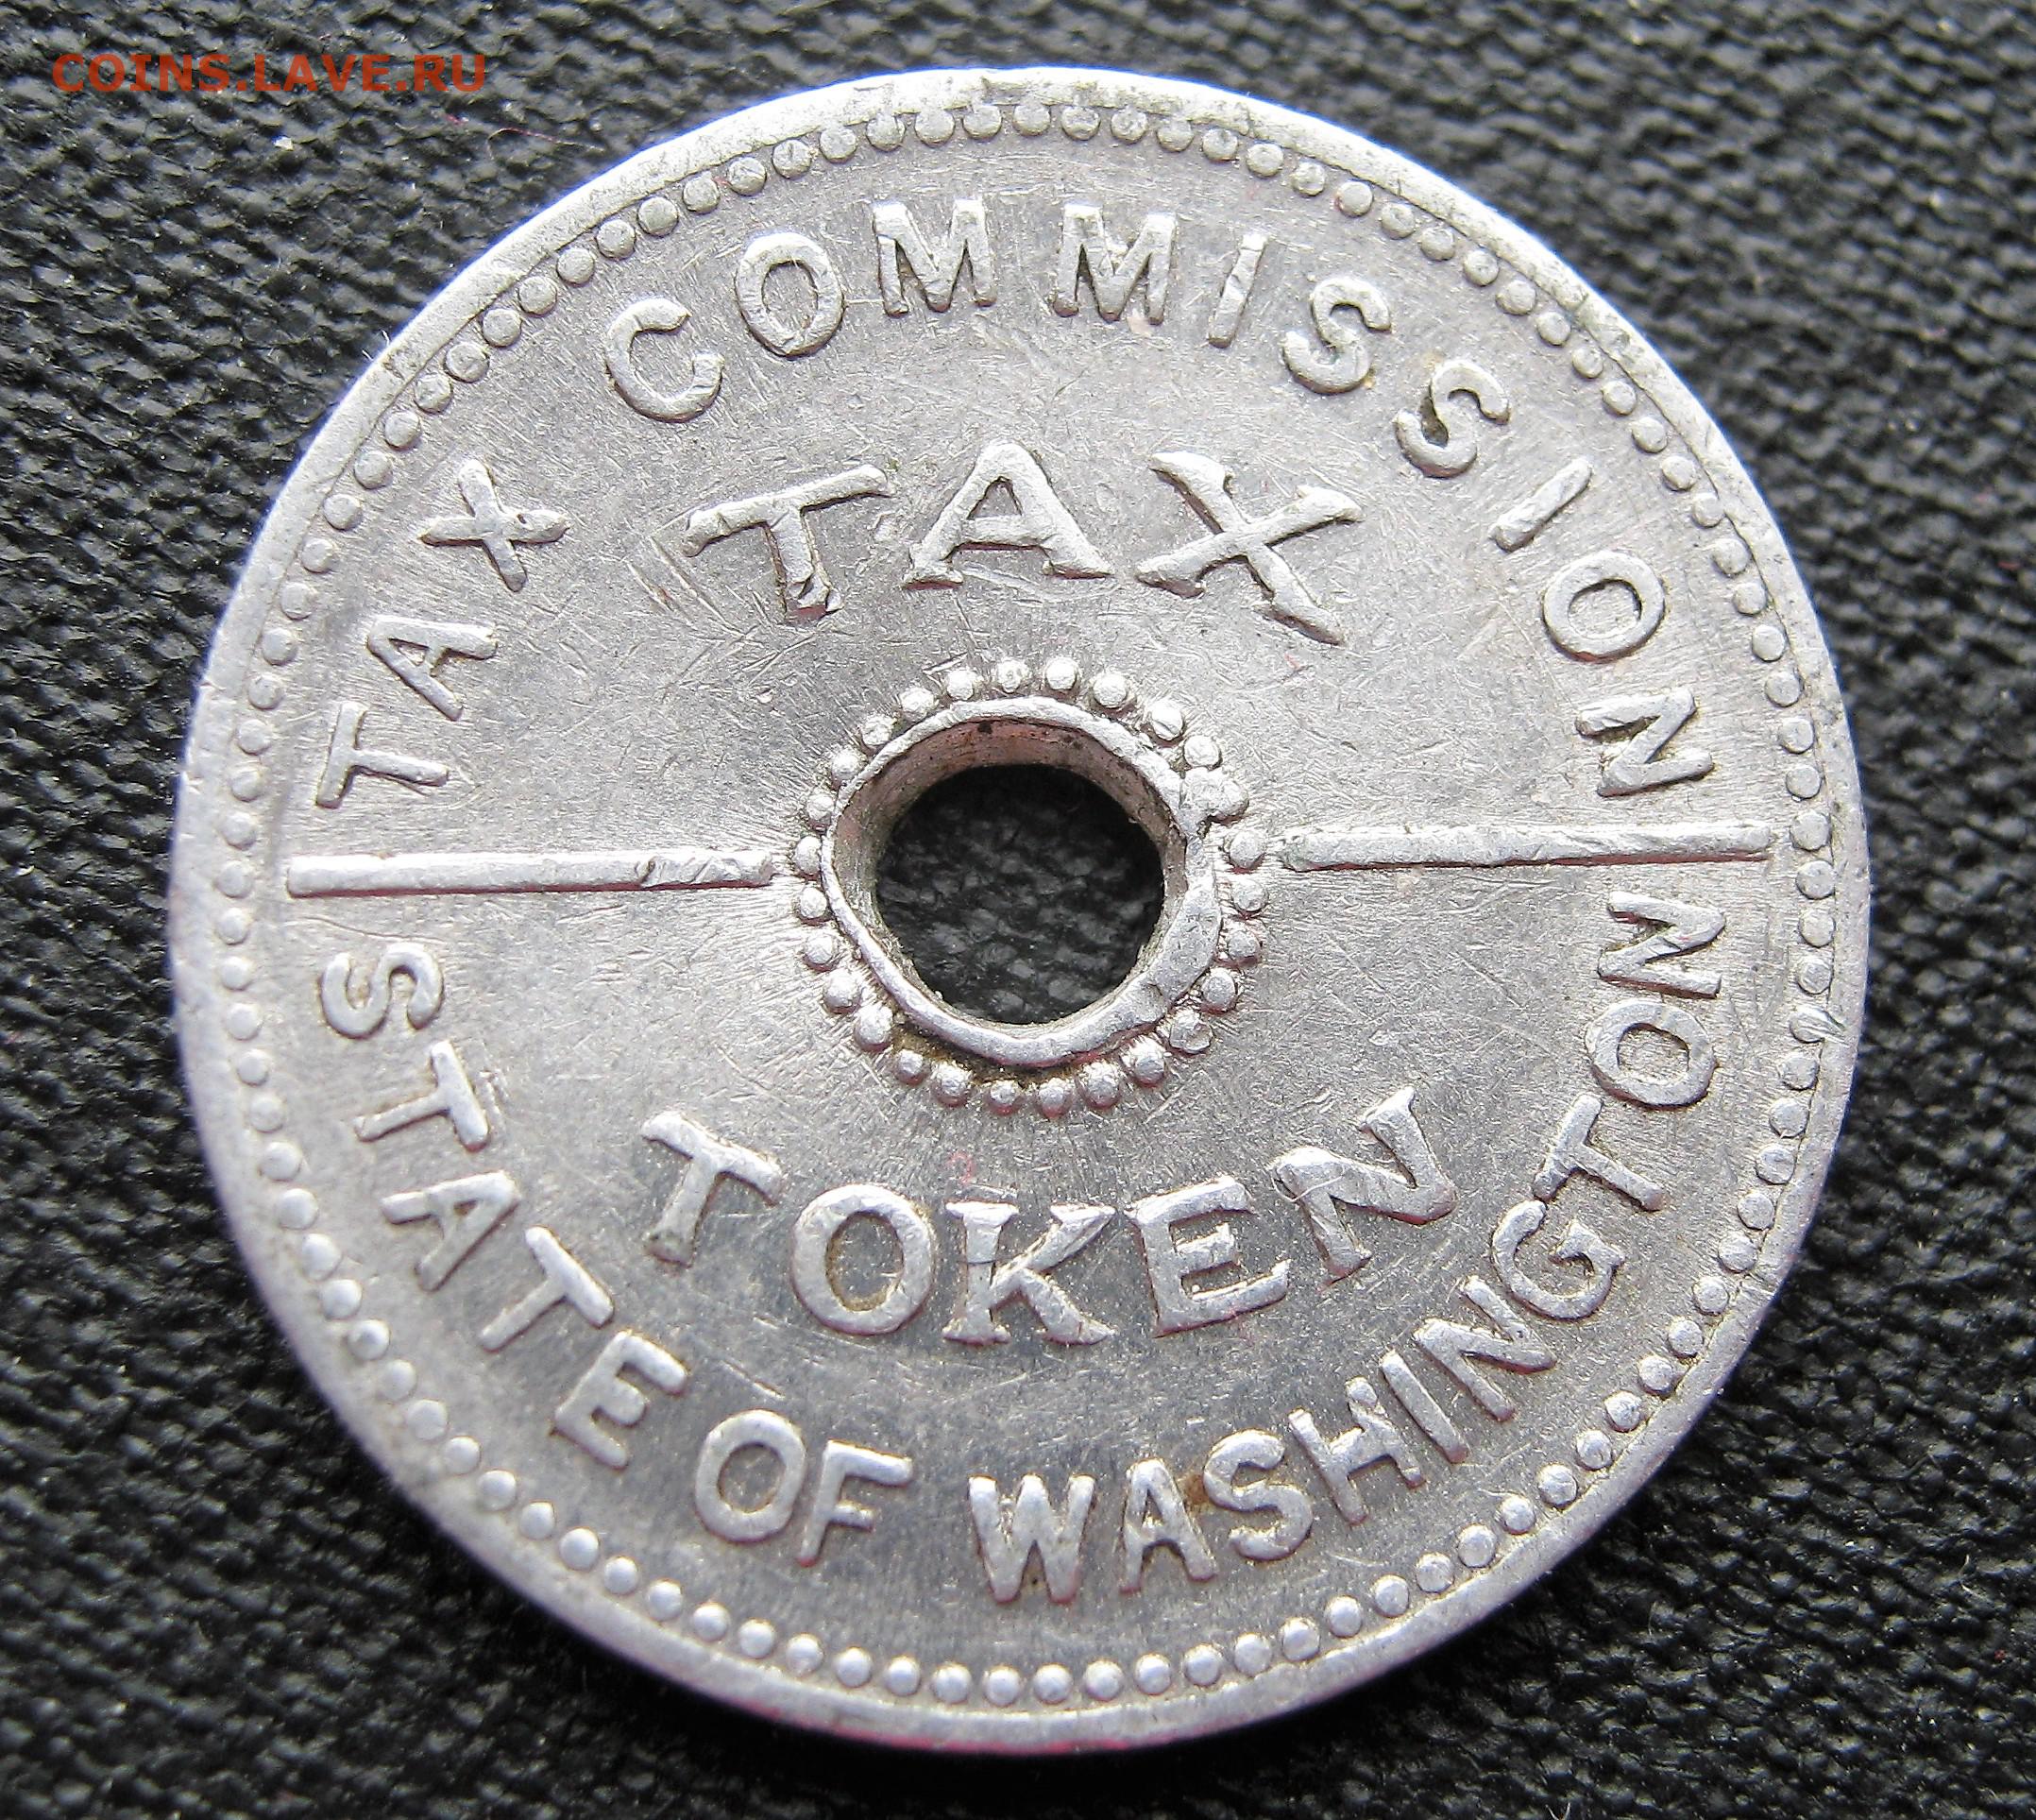 COINS.LAVE.RU
TAX COMMISSION
TAX
TOKEN
STATE OF WASHINGTON